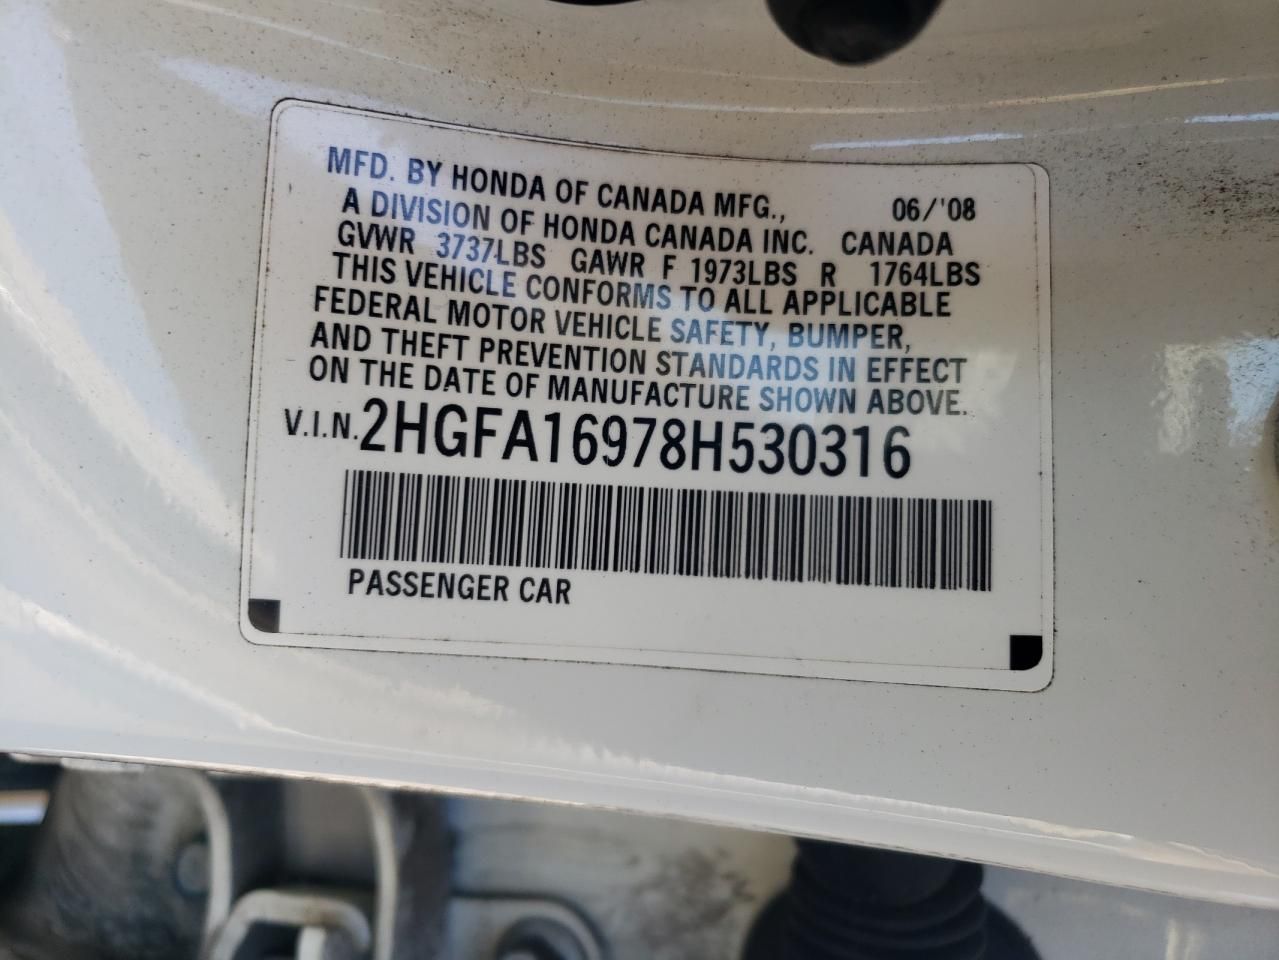 MFD. BY HONDA OF CANADA MFG., 06/'08
A DIVISION OF HONDA CANADA INC. CANADA
GVWR 3737LBS GAWR F 1973LBS R 1764LBS
THIS VEHICLE CONFORMS TO ALL APPLICABLE
FEDERAL MOTOR VEHICLE SAFETY, BUMPER,
AND THEFT PREVENTION STANDARDS IN EFFECT
ON THE DATE OF MANUFACTURE SHOWN ABOVE.
V.I.N. 2HGFA16978H530316
PASSENGER CAR